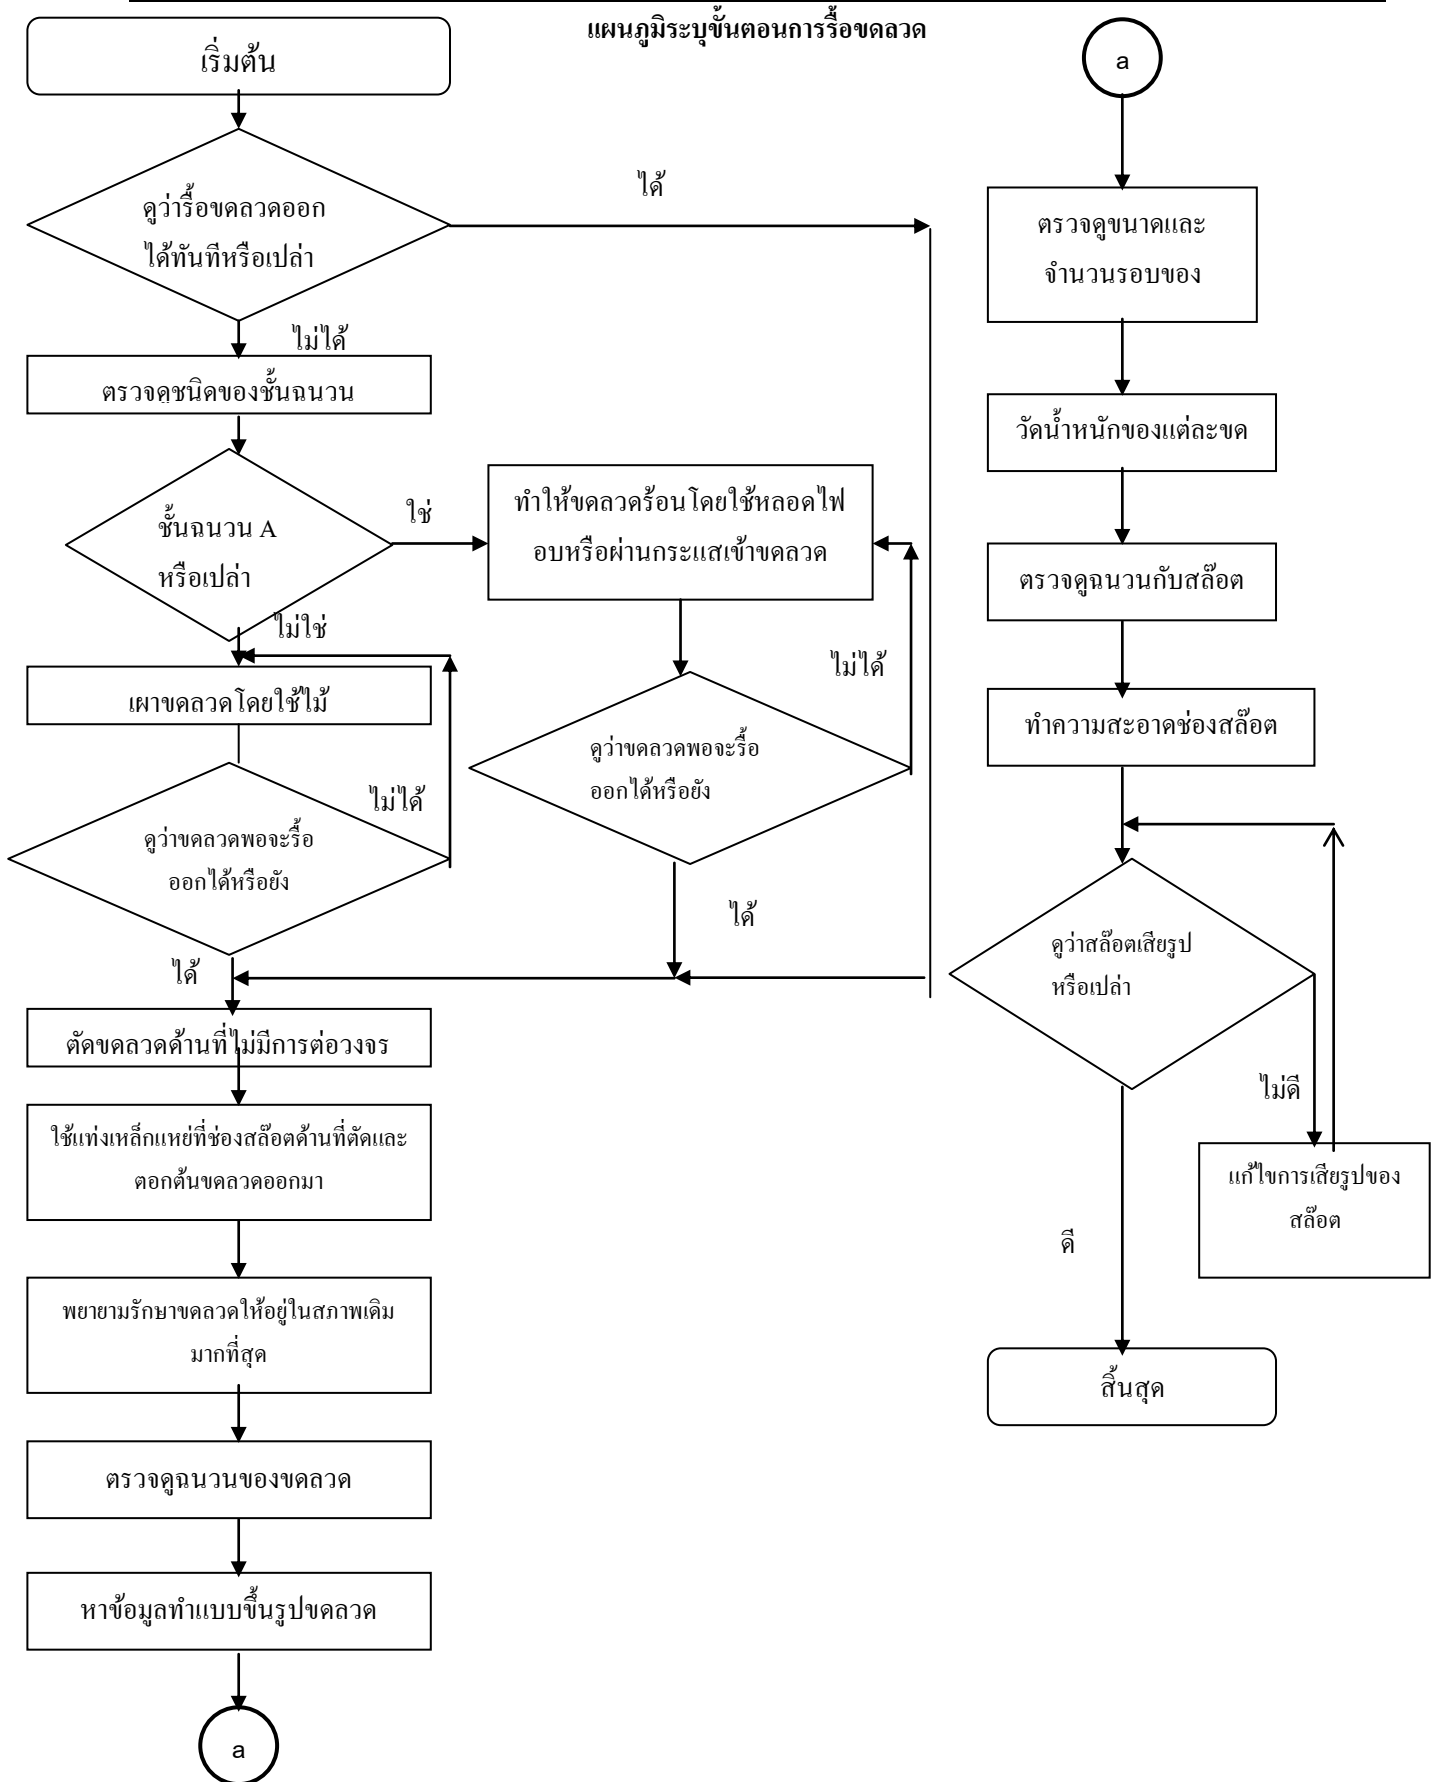 แผนภูมิระบุขั้นตอนการรื้อขดลวด
เริ่มต้น
ดูว่ารื้อขดลวดออก
ได้ทันทีหรือเปล่า
ได้
ไม่ได้
ตรวจดูชนิดของชั้นฉนวน
ชั้นฉนวน A
หรือเปล่า
ใช่
ทำให้ขดลวดร้อนโดยใช้หลอดไฟ
อบหรือผ่านกระแสเข้าขดลวด
ไม่ใช่
เผาขดลวดโดยใช้ไม้
ไม่ได้
ดูว่าขดลวดพอจะรื้อ
ออกได้หรือยัง
ไม่ได้
ดูว่าขดลวดพอจะรื้อ
ออกได้หรือยัง
ได้
ได้
ตัดขดลวดด้านที่ไม่มีการต่อวงจร
ใช้แท่งเหล็กแหย่ที่ช่องสล๊อตด้านที่ตัดและ
ตอกต้นขดลวดออกมา
พยายามรักษาขดลวดให้อยู่ในสภาพเดิม
มากที่สุด
ตรวจดูฉนวนของขดลวด
หาข้อมูลทำแบบขึ้นรูปขดลวด
a
a
ตรวจดูขนาดและ
จำนวนรอบของ
วัดน้ำหนักของแต่ละขด
ตรวจดูฉนวนกับสล๊อต
ทำความสะอาดช่องสล๊อต
ดูว่าสล๊อตเสียรูป
หรือเปล่า
ไม่ดี
แก้ไขการเสียรูปของ
สล๊อต
ดี
สิ้นสุด